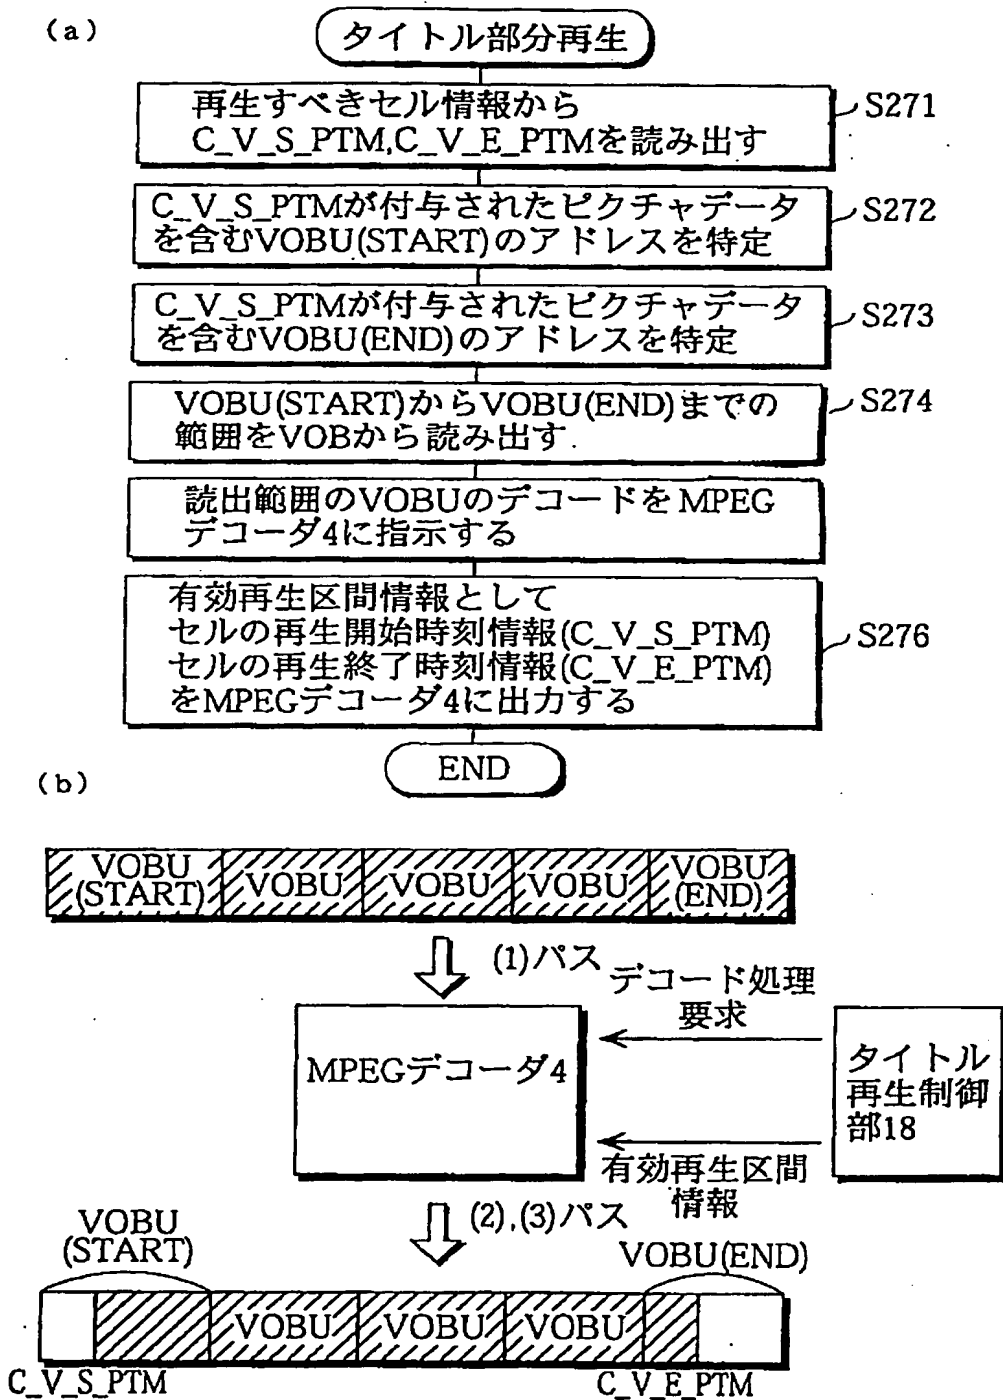 (a)
タイトル部分再生
再生すべきセル情報から
C_V_S_PTM,C_V_E_PTMを読み出す
S271
C_V_S_PTMが付与されたピクチャデータ
を含むVOBU(START)のアドレスを特定
S272
C_V_S_PTMが付与されたピクチャデータ
を含むVOBU(END)のアドレスを特定
S273
VOBU(START)からVOBU(END)までの
範囲をVOBから読み出す
S274
読出範囲のVOBUのデコードをMPEG
デコーダ4に指示する
有効再生区間情報として
セルの再生開始時刻情報(C_V_S_PTM)
セルの再生終了時刻情報(C_V_E_PTM)
をMPEGデコーダ4に出力する
S276
END
(b)
VOBU
(START)
VOBU
VOBU
VOBU
VOBU
(END)
(1)パス
デコード処理
要求
MPEGデコーダ4
タイトル
再生制御
部18
有効再生区間
情報
(2),(3)パス
VOBU
(START)
VOBU(END)
VOBU
VOBU
VOBU
C_V_S_PTM
C_V_E_PTM